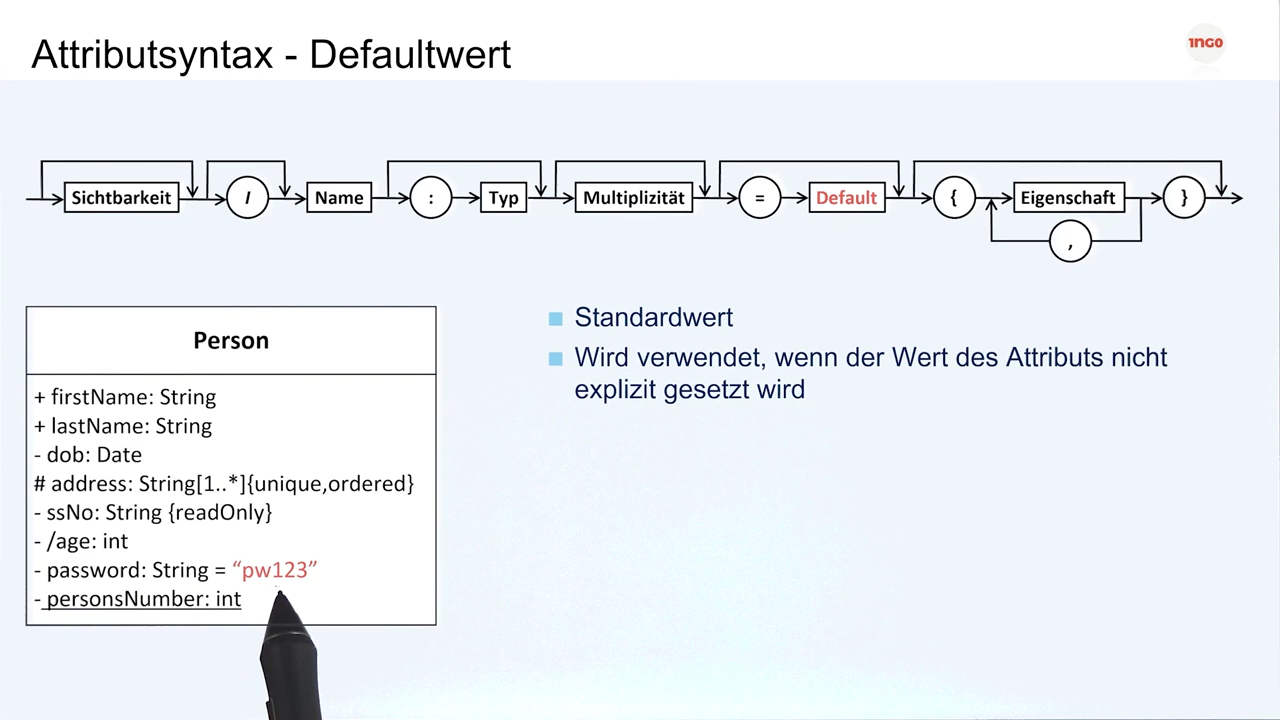 Attributsyntax - Defaultwert
1NG0
Sichtbarkeit / Name : Typ Multiplizität = Default { Eigenschaft }
,
Person
+ firstName: String
+ lastName: String
- dob: Date
# address: String[1..*]{unique,ordered}
- ssNo: String {readOnly}
- /age: int
- password: String = “pw123”
- personsNumber: int
Standardwert
Wird verwendet, wenn der Wert des Attributs nicht
explizit gesetzt wird